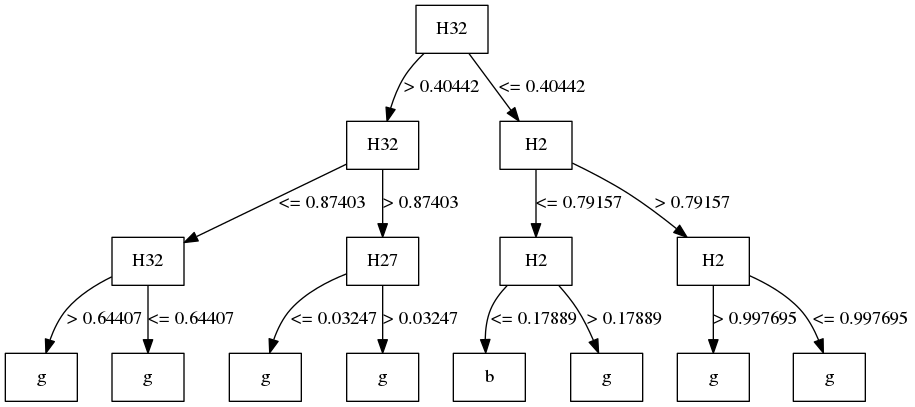 H32
> 0.40442
<= 0.40442
H32
H2
<= 0.87403
> 0.87403
<= 0.79157
> 0.79157
H32
H27
H2
H2
> 0.64407
<= 0.64407
<= 0.03247
> 0.03247
<= 0.17889
> 0.17889
> 0.997695
<= 0.997695
g
g
g
g
b
g
g
g